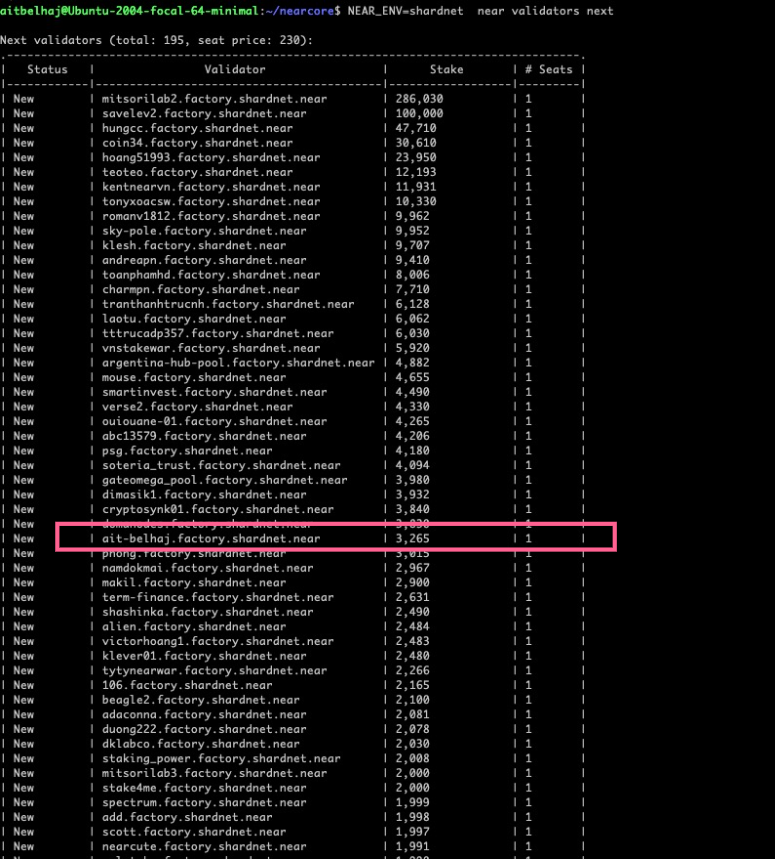 aitbelhaj@Ubuntu-2004-focal-64-minimal:~/nearcore$ NEAR_ENV=shardnet  near validators next
Next validators (total: 195, seat price: 230):
| Status | Validator | Stake | # Seats |
| New | mitsorilab2.factory.shardnet.near | 286,030 | 1
| New | savelev2.factory.shardnet.near | 100,000 | 1
| New | hungcc.factory.shardnet.near | 47,710 | 1
| New | coin34.factory.shardnet.near | 30,610 | 1
| New | hoang51993.factory.shardnet.near | 23,950 | 1
| New | teoteo.factory.shardnet.near | 12,193 | 1
| New | kentnearvn.factory.shardnet.near | 11,931 | 1
| New | tonyxoacsw.factory.shardnet.near | 10,330 | 1
| New | romanv1812.factory.shardnet.near | 9,962 | 1
| New | sky-pole.factory.shardnet.near | 9,952 | 1
| New | klesh.factory.shardnet.near | 9,707 | 1
| New | andreapn.factory.shardnet.near | 9,410 | 1
| New | toanphamhd.factory.shardnet.near | 8,006 | 1
| New | charmpn.factory.shardnet.near | 7,710 | 1
| New | tranthanhtrucnh.factory.shardnet.near | 6,128 | 1
| New | laotu.factory.shardnet.near | 6,062 | 1
| New | tttrucadp357.factory.shardnet.near | 6,030 | 1
| New | vnstakewar.factory.shardnet.near | 5,920 | 1
| New | argentina-hub-pool.factory.shardnet.near | 4,882 | 1
| New | mouse.factory.shardnet.near | 4,655 | 1
| New | smartinvest.factory.shardnet.near | 4,490 | 1
| New | verse2.factory.shardnet.near | 4,330 | 1
| New | ouiouane-01.factory.shardnet.near | 4,265 | 1
| New | abc13579.factory.shardnet.near | 4,206 | 1
| New | psg.factory.shardnet.near | 4,180 | 1
| New | soteria_trust.factory.shardnet.near | 4,094 | 1
| New | gateomega_pool.factory.shardnet.near | 3,980 | 1
| New | dimasik1.factory.shardnet.near | 3,932 | 1
| New | cryptosynk01.factory.shardnet.near | 3,840 | 1
| New | 1
| New | ait-belhaj.factory.shardnet.near | 3,265 | 1
| New | phong.factory.shardnet.near | 3,015 | 1
| New | namdokmai.factory.shardnet.near | 2,967 | 1
| New | makil.factory.shardnet.near | 2,900 | 1
| New | term-finance.factory.shardnet.near | 2,631 | 1
| New | shashinka.factory.shardnet.near | 2,490 | 1
| New | alien.factory.shardnet.near | 2,484 | 1
| New | victorhoang1.factory.shardnet.near | 2,483 | 1
| New | klever01.factory.shardnet.near | 2,480 | 1
| New | tytynearwar.factory.shardnet.near | 2,266 | 1
| New | 106.factory.shardnet.near | 2,165 | 1
| New | beagle2.factory.shardnet.near | 2,100 | 1
| New | adaconna.factory.shardnet.near | 2,081 | 1
| New | duong222.factory.shardnet.near | 2,078 | 1
| New | dklabco.factory.shardnet.near | 2,030 | 1
| New | staking_power.factory.shardnet.near | 2,008 | 1
| New | mitsorilab3.factory.shardnet.near | 2,000 | 1
| New | stake4me.factory.shardnet.near | 2,000 | 1
| New | spectrum.factory.shardnet.near | 1,999 | 1
| New | add.factory.shardnet.near | 1,998 | 1
| New | scott.factory.shardnet.near | 1,997 | 1
| New | nearcute.factory.shardnet.near | 1,991 | 1